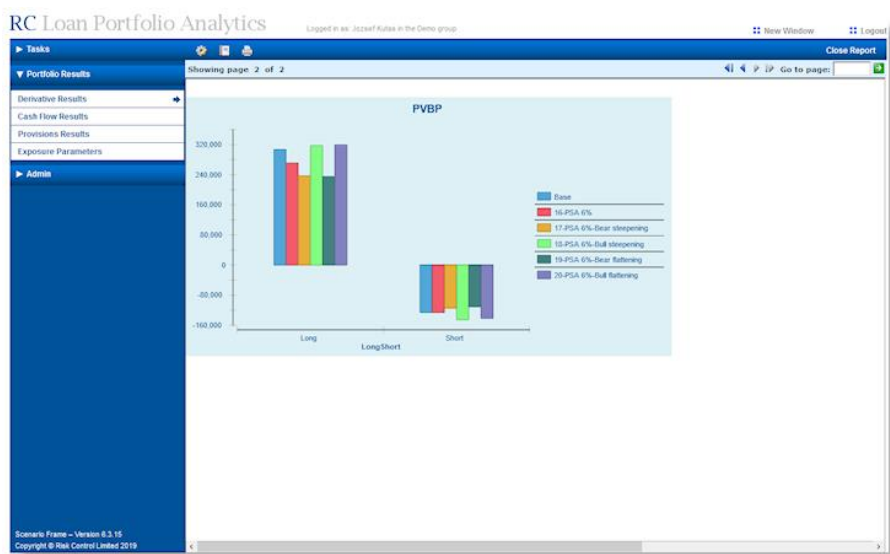 RC Loan Portfolio Analytics
Logged in as Jozsef Kutas in the Demo group
New Window
Logout
Tasks
Close Report
Portfolio Results
Showing page 2 of 2
Go to page:
Derivative Results
Cash Flow Results
Provisions Results
Exposure Parameters
Admin
PVBP
320,000
240,000
160,000
80,000
0
-80,000
-160,000
Long
Short
LongShort
Base
16-PSA 6%
17-PSA 6%-Bear steepening
18-PSA 6%-Bull steepening
19-PSA 6%-Bear flattening
20-PSA 6%-Bull flattening
Scenario Frame – Version 6.3.15
Copyright © Risk Control Limited 2019